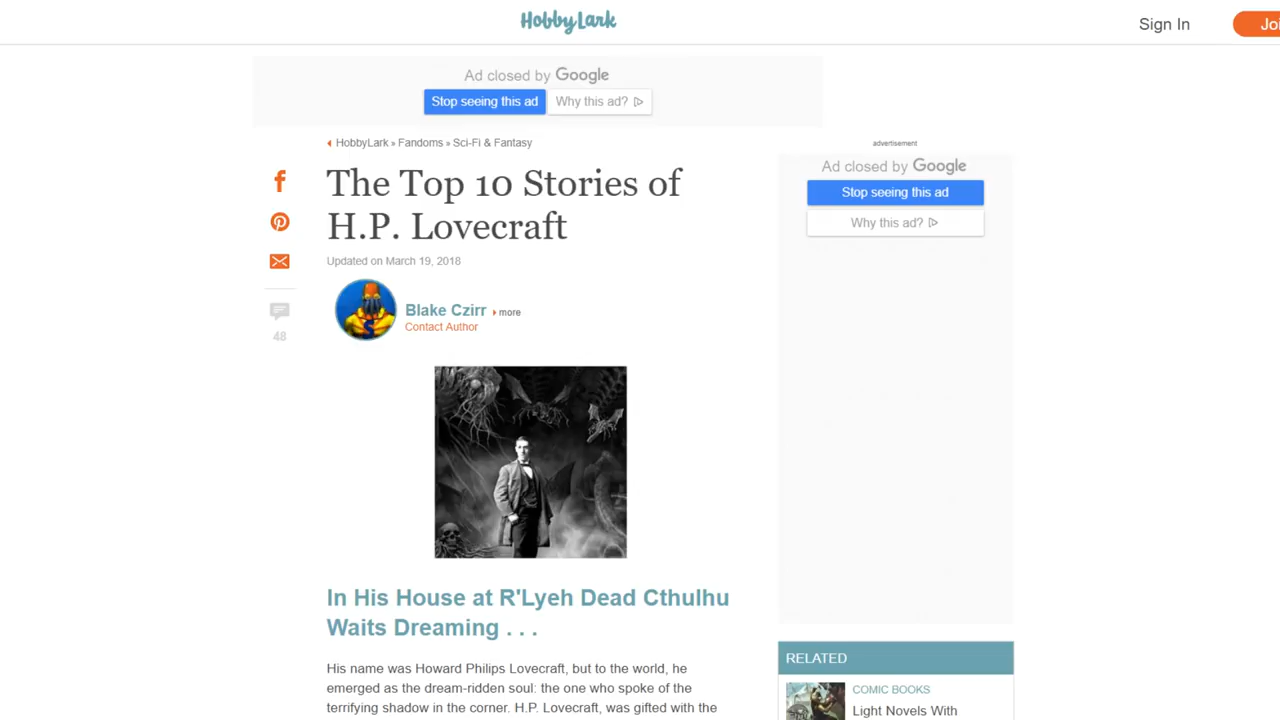 HobbyLark
Sign In
Joi
Ad closed by Google
Stop seeing this ad
Why this ad?
HobbyLark » Fandoms » Sci-Fi & Fantasy
The Top 10 Stories of
H.P. Lovecraft
Updated on March 19, 2018
Blake Czirr more
Contact Author
48
In His House at R'Lyeh Dead Cthulhu
Waits Dreaming . . .
His name was Howard Philips Lovecraft, but to the world, he
emerged as the dream-ridden soul: the one who spoke of the
terrifying shadow in the corner. H.P. Lovecraft, was gifted with the
advertisement
Ad closed by Google
Stop seeing this ad
Why this ad?
RELATED
COMIC BOOKS
Light Novels With